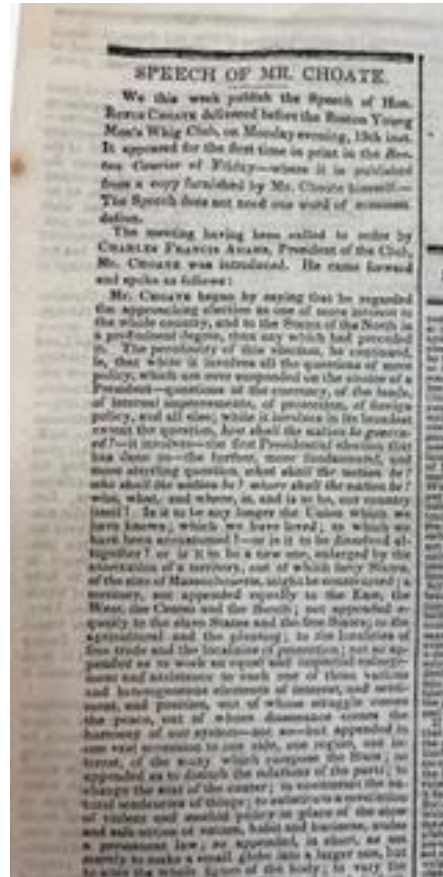 SPEECH OF MR. CHOATE.
We this week publish the Speech of Hon.
RUFUS CHOATE delivered before the Boston Young
Men's Whig Club, on Monday evening, 19th inst.
It appeared for the first time in print in the Bos-
ton Courier of Friday—where it is published
from a copy furnished by Mr. Choate himself.—
The Speech does not need one word of commen-
dation.
The meeting having been called to order by
CHARLES FRANCIS ADAMS, President of the Club,
Mr. CHOATE was introduced. He came forward
and spoke as follows:
Mr. CHOATE began by saying that he regarded
the approaching election as one of more interest to
the whole country, and to the States of the North in
a preëminent degree, than any which had preceded
it. The peculiarity of this election, he continued,
is, that while it involves all the questions of mere
policy, which are ever suspended on the choice of a
President—questions of the currency, of the lands,
of internal improvements, of protection, of foreign
policy, and all else; while it involves in its broadest
extent the question, how shall the nation be govern-
ed?—it involves—the first Presidential election that
has done so—the further, more fundamental, and
more startling question, what shall the nation be?
who shall the nation be? where shall the nation be?
who, what, and where, is, and is to be, our country
itself? Is it to be any longer the Union which we
have known; which we have loved; to which we
have been accustomed?—or is it to be dissolved al-
together? or is it to be a new one, enlarged by the
annexation of a territory, out of which forty States,
of the size of Massachusetts, might be constructed; a
territory, not appended equally to the East, the
West, the Centre and the South; not appended e-
qually to the slave States and the free States; to the
agricultural and the planting; to the localities of
free trade and the localities of protection; not so ap-
pended as to work an equal and impartial
and assistance to each one of those various
and heterogeneous elements of interest, and senti-
ment, and position, out of whose struggle comes
the peace, out of whose dissonance comes the
harmony of our system—not so—but appended to
one vast accession to one side, one region, one in-
terest, of the many which compose the State; so
appended as to disturb the relations of the parts; to
change the seat of the center; to counteract the na-
tural tendencies of things; to substitute a revolution
of violent and morbid policy in place of the slow
and safe action of nature, habit and business, under
a permanent law; so appended, in short, as not
merely to make a small globe into a larger one, but
to alter the whole figure of the body; to vary the